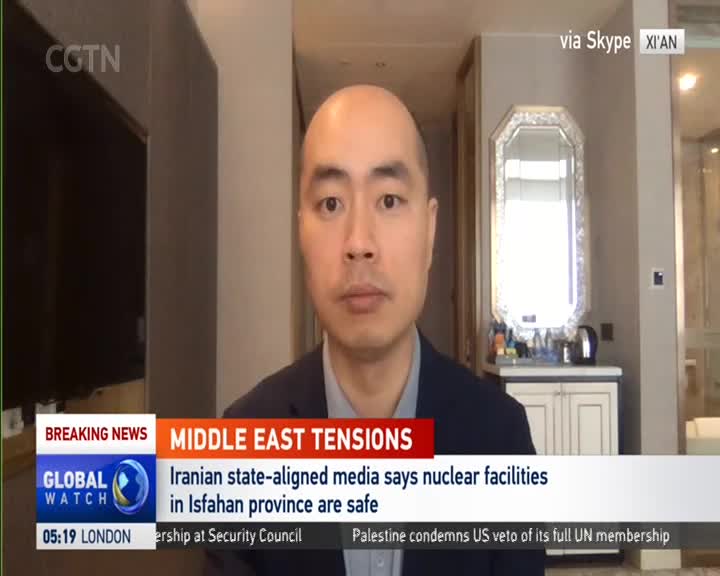 CGTN
via Skype XI'AN
BREAKING NEWS
MIDDLE EAST TENSIONS
GLOBAL
WATCH
Iranian state-aligned media says nuclear facilities
in Isfahan province are safe
05:19 LONDON
ership at Security Council Palestine condemns US veto of its full UN membership